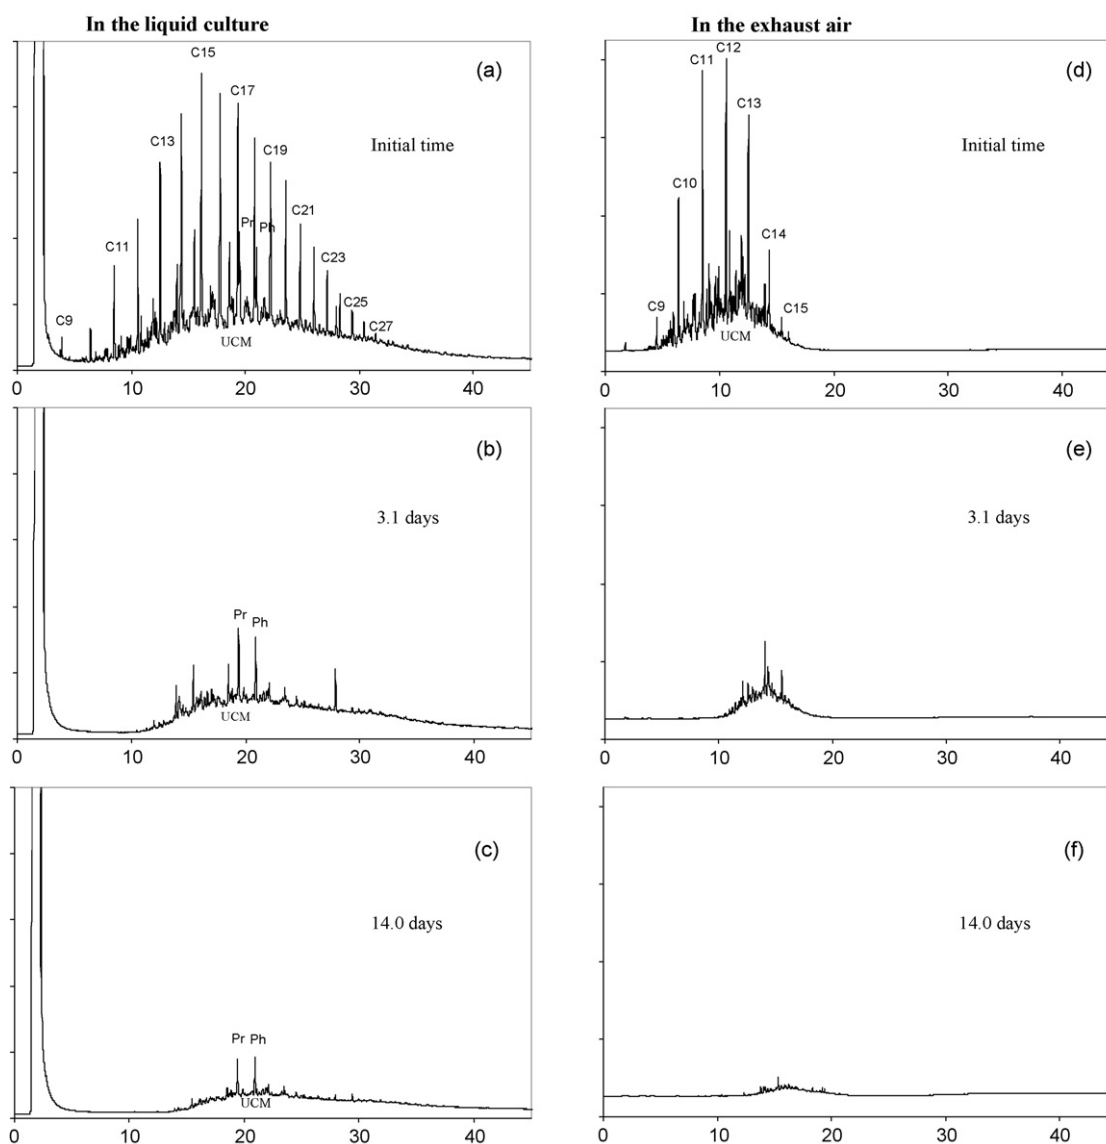 In the liquid culture
In the exhaust air
(a)
Initial time
C9
C11
C13
C15
C17
C19
C21
C23
C25
C27
Pr
Ph
UCM
0 10 20 30 40
(d)
Initial time
C9
C10
C11
C12
C13
C14
C15
UCM
0 10 20 30 40
(b)
3.1 days
Pr
Ph
UCM
0 10 20 30 40
(e)
3.1 days
0 10 20 30 40
(c)
14.0 days
Pr
Ph
UCM
0 10 20 30 40
(f)
14.0 days
0 10 20 30 40